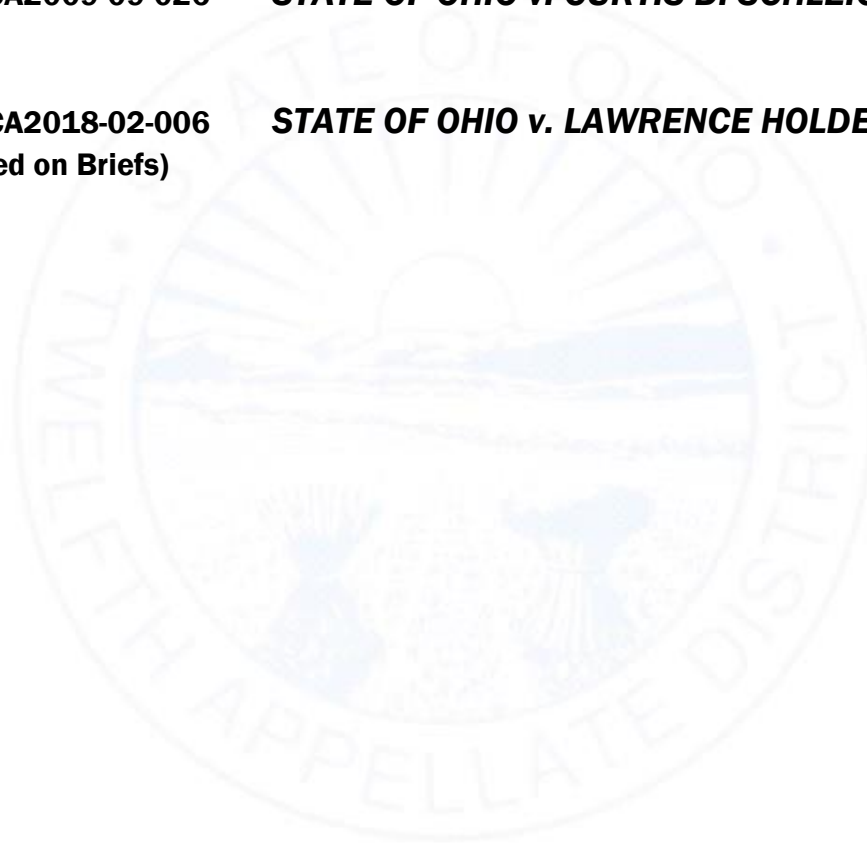 CA2018-02-006 STATE OF OHIO v. LAWRENCE HOLDE
ed on Briefs)
STATE OF OHIO
TWELFTH APPELLATE DISTRICT